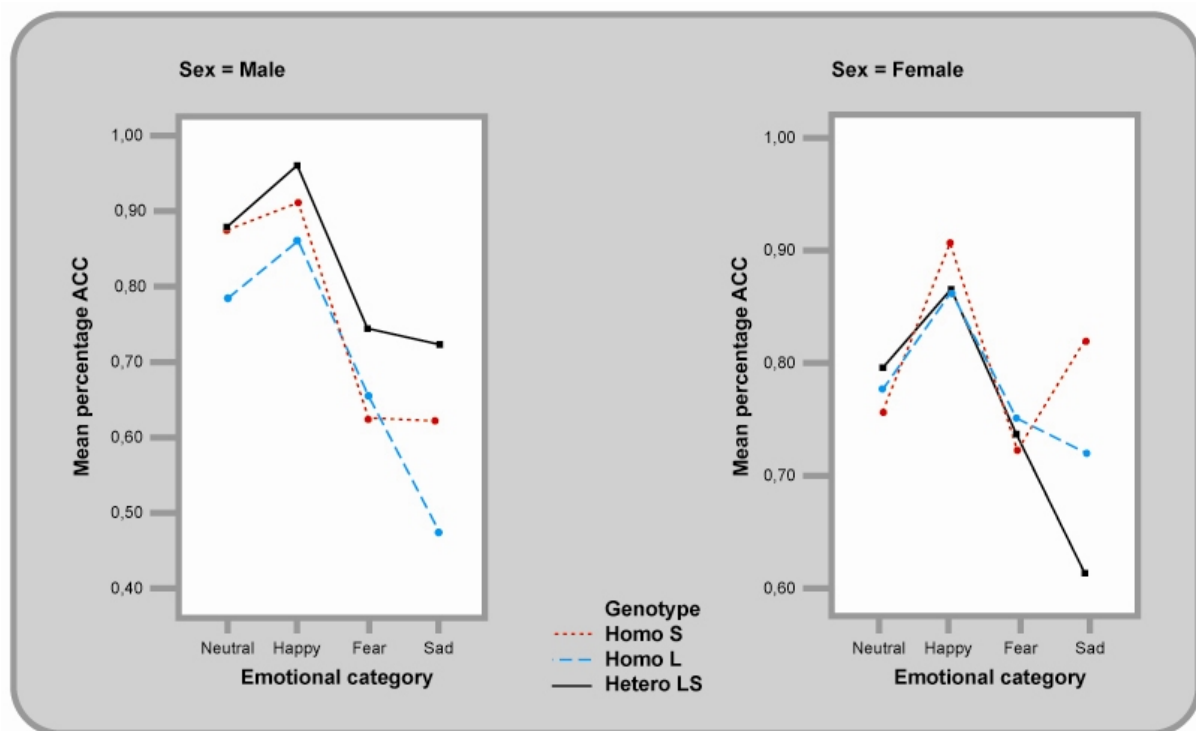 Sex = Male
Mean percentage ACC
1,00
0,90
0,80
0,70
0,60
0,50
0,40
Neutral Happy Fear Sad
Emotional category
Sex = Female
Mean percentage ACC
1,00
0,90
0,80
0,70
0,60
Neutral Happy Fear Sad
Emotional category
Genotype
Homo S
Homo L
Hetero LS